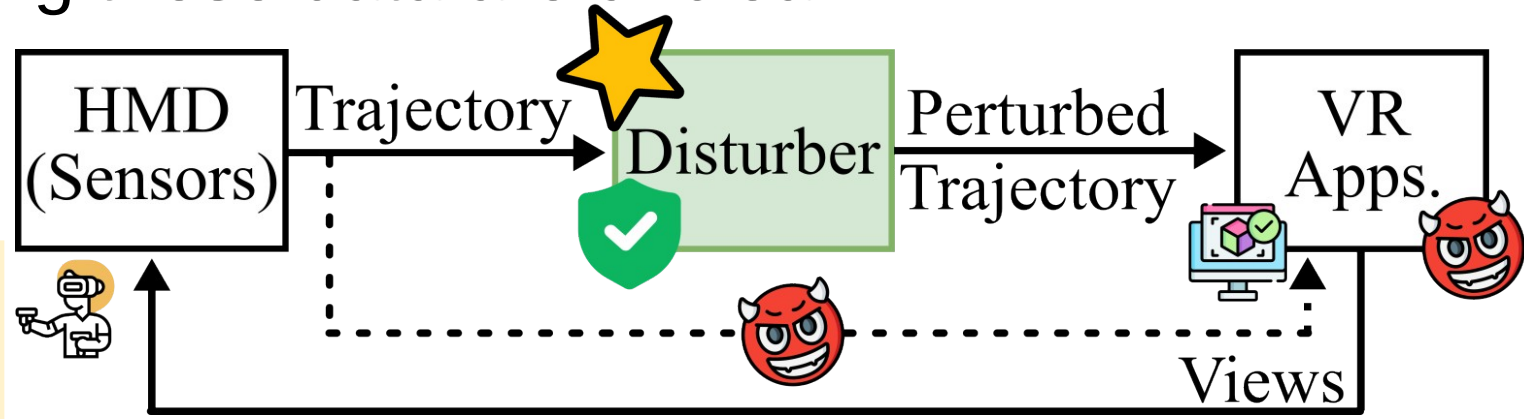 HMD
(Sensors)
Trajectory
Disturber
Perturbed
Trajectory
VR
Apps.
Views